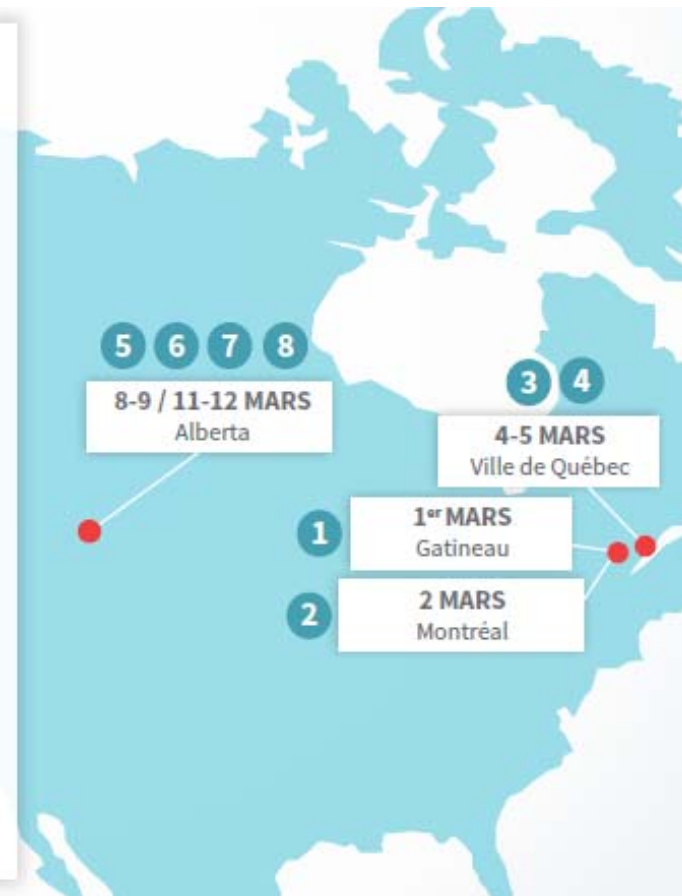 5 6 7 8
8-9 / 11-12 MARS
Alberta
3 4
4-5 MARS
Ville de Québec
1
1er MARS
Gatineau
2
2 MARS
Montréal